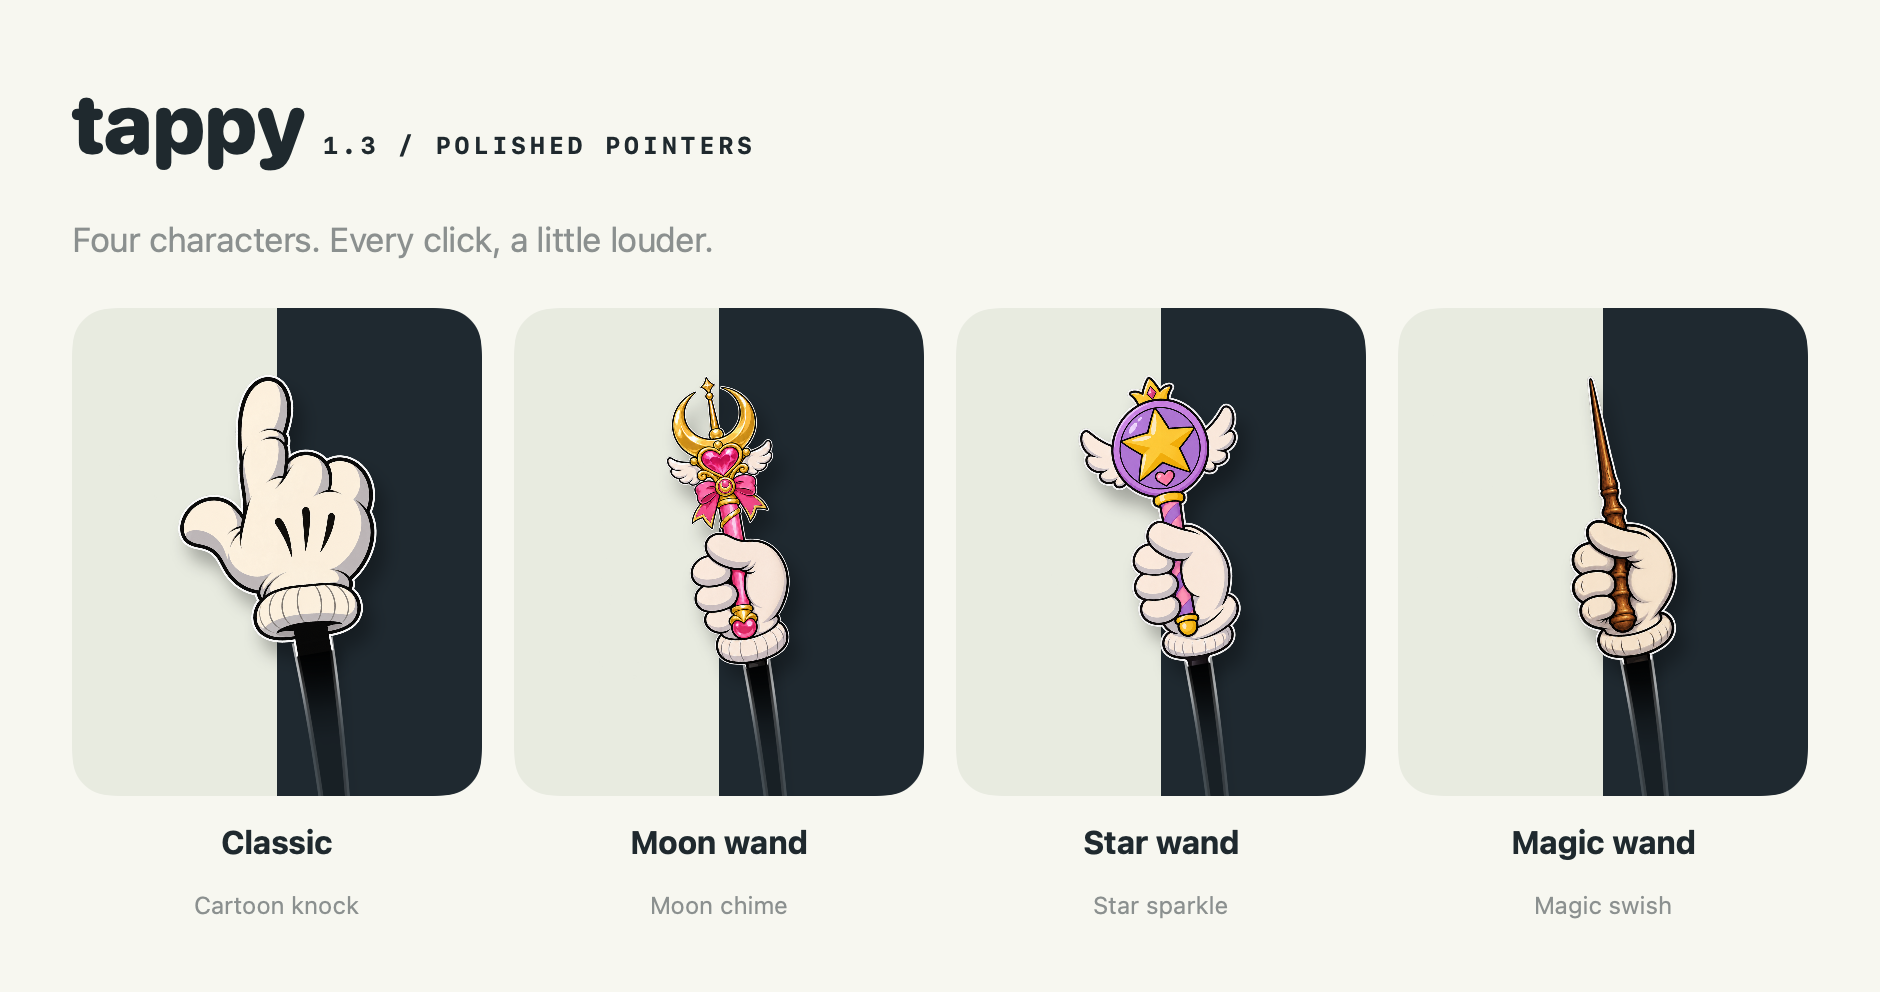 tappy 1.3 / POLISHED POINTERS
Four characters. Every click, a little louder.
Classic
Cartoon knock
Moon wand
Moon chime
Star wand
Star sparkle
Magic wand
Magic swish